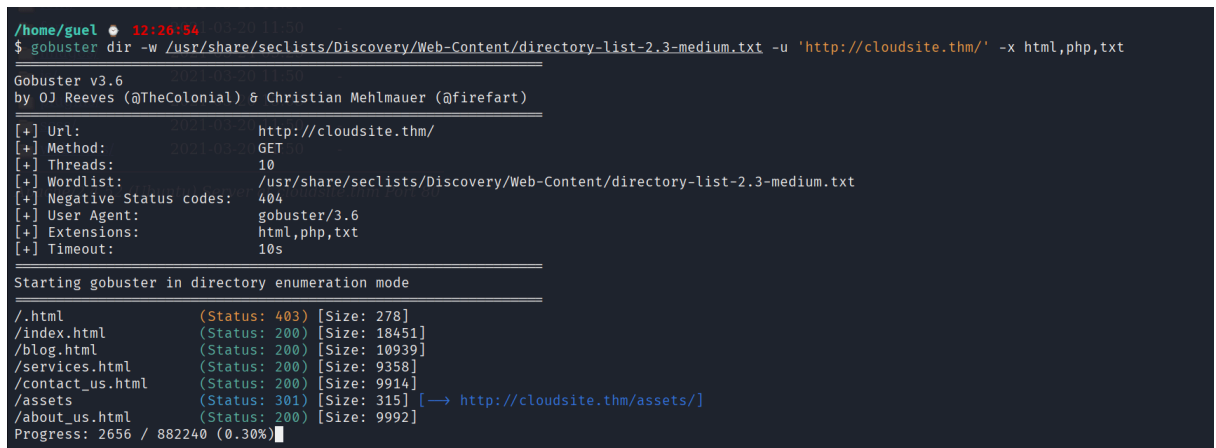 /home/guel 12:26:54
$ gobuster dir -w /usr/share/seclists/Discovery/Web-Content/directory-list-2.3-medium.txt -u 'http://cloudsite.thm/' -x html,php,txt
Gobuster v3.6
by OJ Reeves (@TheColonial) & Christian Mehlmauer (@firefart)
[+] Url: http://cloudsite.thm/
[+] Method: GET
[+] Threads: 10
[+] Wordlist: /usr/share/seclists/Discovery/Web-Content/directory-list-2.3-medium.txt
[+] Negative Status codes: 404
[+] User Agent: gobuster/3.6
[+] Extensions: html,php,txt
[+] Timeout: 10s
Starting gobuster in directory enumeration mode
/.html (Status: 403) [Size: 278]
/index.html (Status: 200) [Size: 18451]
/blog.html (Status: 200) [Size: 10939]
/services.html (Status: 200) [Size: 9358]
/contact_us.html (Status: 200) [Size: 9914]
/assets (Status: 301) [Size: 315] [--> http://cloudsite.thm/assets/]
/about_us.html (Status: 200) [Size: 9992]
Progress: 2656 / 882240 (0.30%)